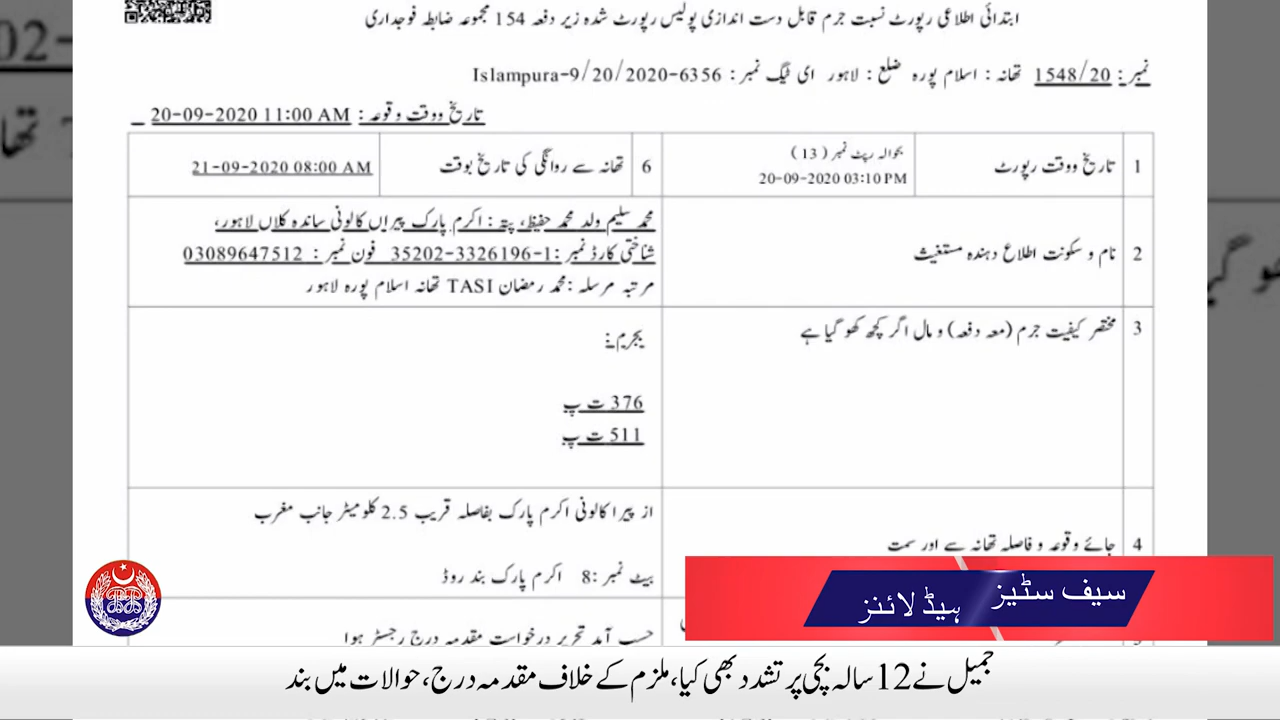 ابتدائی اطلاعی رپورٹ نسبت جرم قابل دست اندازی پولیس رپورٹ شدہ زیر دفعہ 154 مجموعہ ضابطہ فوجداری
نمبر: 1548/20 تھانہ: اسلام پورہ ضلع: لاہور ای ٹیگ نمبر: Islampura-9/20/2020-6356
تاریخ ووقت وقوعہ: 20-09-2020 11:00 AM
1 تاریخ ووقت رپورٹ
بحوالہ رپٹ نمبر (13)
20-09-2020 03:10 PM
6 تھانہ سے روانگی کی تاریخ بوقت
21-09-2020 08:00 AM
2 نام و سکونت اطلاع دہندہ مستغیث
محمد سلیم ولد محمد حفیظ، پتہ: اکرم پارک پیراں کالونی ساندہ کلاں لاہور،
شناختی کارڈ نمبر: 35202-3326196-1 فون نمبر: 03089647512
مرتبہ مرسلہ: محمد رمضان TASI تھانہ اسلام پورہ لاہور
3 مختصر کیفیت جرم (معہ دفعہ) و مال اگر کچھ کھو گیا ہے
بجرم:
376 ت پ
511 ت پ
4 جائے وقوعہ و فاصلہ تھانہ سے اور سمت
از پیرا کالونی اکرم پارک بفاصلہ قریب 2.5 کلومیٹر جانب مغرب
بیٹ نمبر: 8 اکرم پارک بند روڈ
حسب آمد تحریر درخواست مقدمہ درج رجسٹر ہوا
سیف سٹیز
ہیڈ لائنز
جمیل نے 12 سالہ بچی پر تشدد بھی کیا، ملزم کے خلاف مقدمہ درج، حوالات میں بند